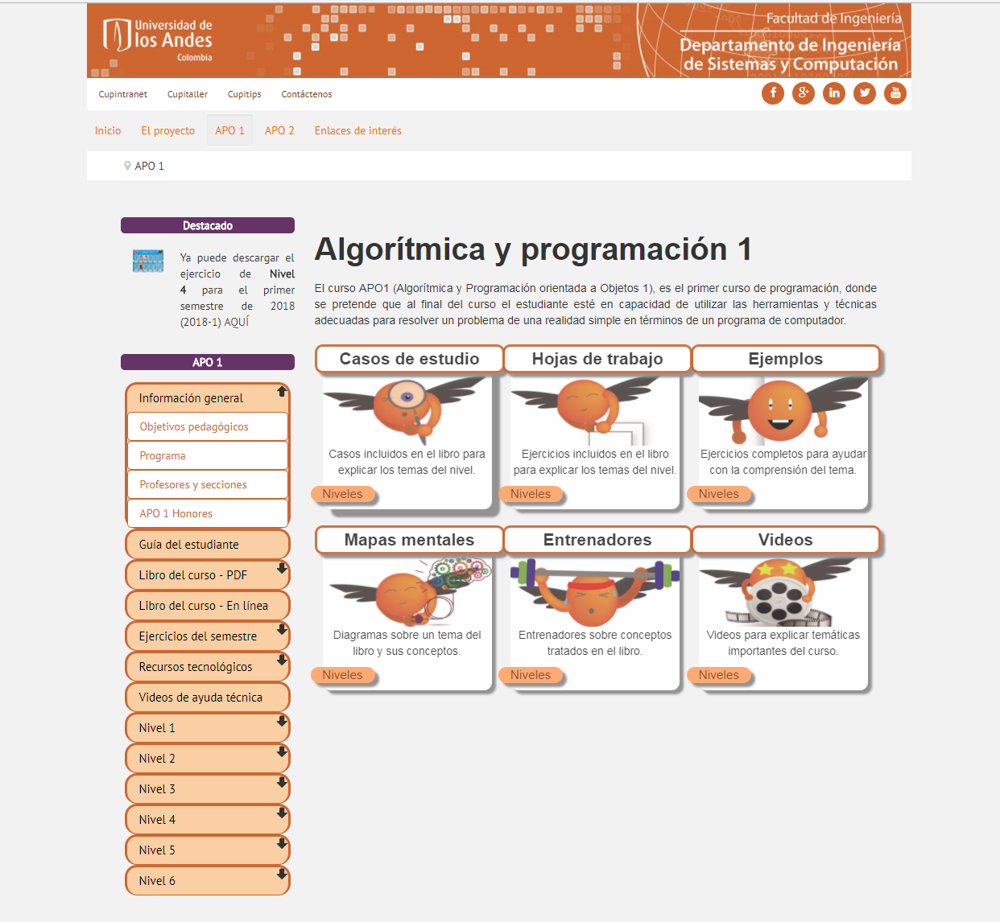 Universidad de
los Andes
Colombia
Facultad de Ingeniería
Departamento de Ingeniería
de Sistemas y Computación
Cupintranet Cupitaller Cupitips Contáctenos
Inicio El proyecto APO 1 APO 2 Enlaces de interés
APO 1
Destacado
Ya puede descargar el
ejercicio de Nivel
4 para el primer
semestre de 2018
(2018-1) AQUÍ
APO 1
Información general
Objetivos pedagógicos
Programa
Profesores y secciones
APO 1 Honores
Guía del estudiante
Libro del curso - PDF
Libro del curso - En línea
Ejercicios del semestre
Recursos tecnológicos
Videos de ayuda técnica
Nivel 1
Nivel 2
Nivel 3
Nivel 4
Nivel 5
Nivel 6
Algorítmica y programación 1
El curso APO1 (Algorítmica y Programación orientada a Objetos 1), es el primer curso de programación, donde
se pretende que al final del curso el estudiante esté en capacidad de utilizar las herramientas y técnicas
adecuadas para resolver un problema de una realidad simple en términos de un programa de computador.
Casos de estudio
Casos incluidos en el libro para
explicar los temas del nivel.
Niveles
Hojas de trabajo
Ejercicios incluidos en el libro
para explicar los temas del nivel.
Niveles
Ejemplos
Ejercicios completos para ayudar
con la comprensión del tema.
Niveles
Mapas mentales
Diagramas sobre un tema del
libro y sus conceptos.
Niveles
Entrenadores
Entrenadores sobre conceptos
tratados en el libro.
Niveles
Videos
Videos para explicar temáticas
importantes del curso.
Niveles